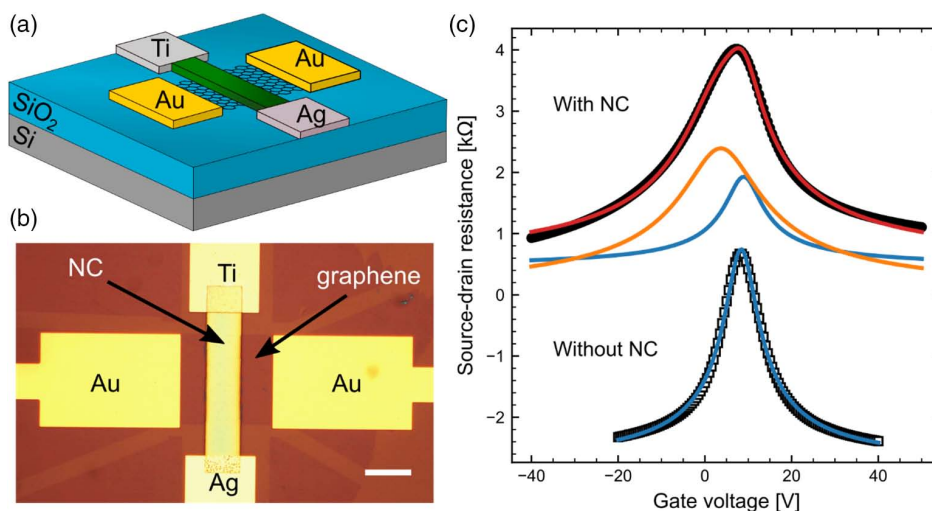 (a)
Ti
Au
Au
Ag
SiO2
Si
(b)
NC
Ti
graphene
Au
Au
Ag
(c)
Source-drain resistance [kΩ]
4
3
2
1
0
−1
−2
With NC
Without NC
−40
−20
0
20
40
Gate voltage [V]